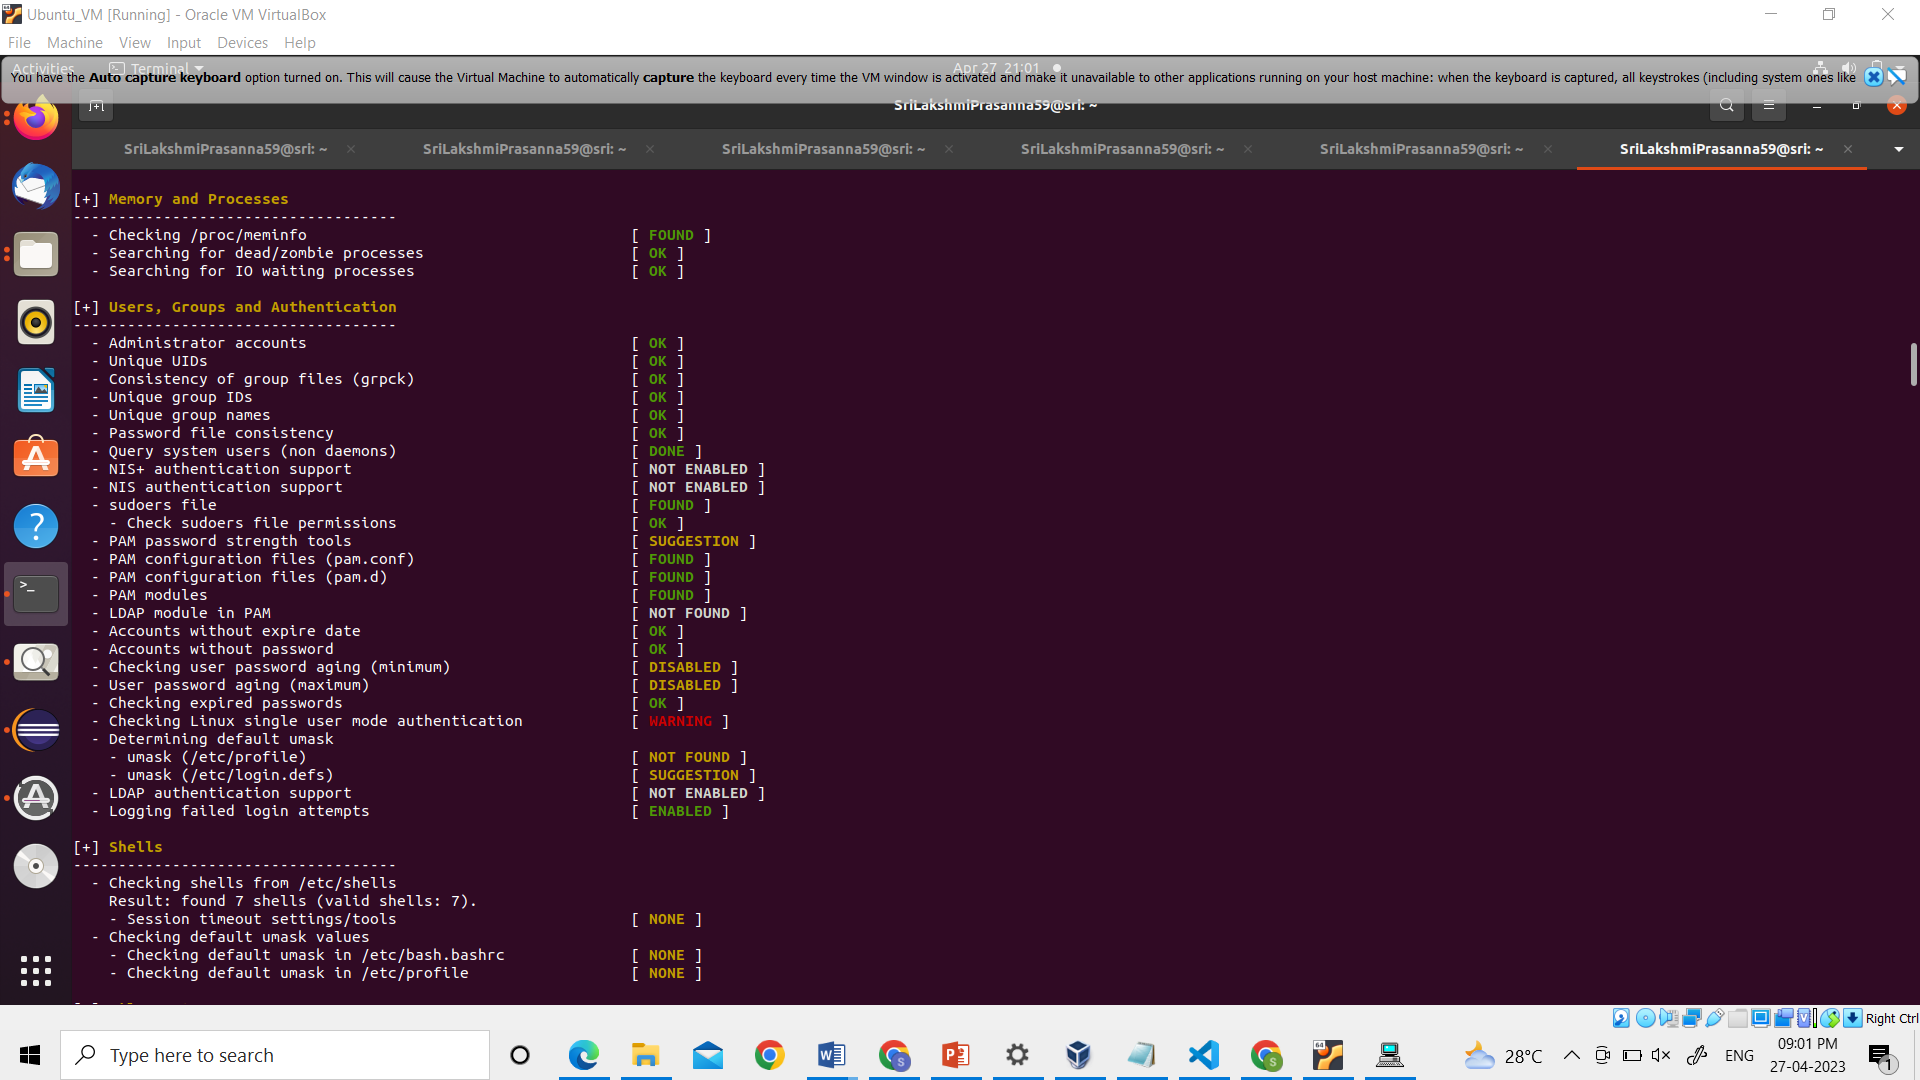 Ubuntu_VM [Running] - Oracle VM VirtualBox
File Machine View Input Devices Help
Activities Terminal Apr 27 21:01
You have the Auto capture keyboard option turned on. This will cause the Virtual Machine to automatically capture the keyboard every time the VM window is activated and make it unavailable to other applications running on your host machine: when the keyboard is captured, all keystrokes (including system ones like
SriLakshmiPrasanna59@sri: ~
SriLakshmiPrasanna59@sri: ~ SriLakshmiPrasanna59@sri: ~ SriLakshmiPrasanna59@sri: ~ SriLakshmiPrasanna59@sri: ~ SriLakshmiPrasanna59@sri: ~ SriLakshmiPrasanna59@sri: ~
[+] Memory and Processes
------------------------------------
- Checking /proc/meminfo [ FOUND ]
- Searching for dead/zombie processes [ OK ]
- Searching for IO waiting processes [ OK ]
[+] Users, Groups and Authentication
------------------------------------
- Administrator accounts [ OK ]
- Unique UIDs [ OK ]
- Consistency of group files (grpck) [ OK ]
- Unique group IDs [ OK ]
- Unique group names [ OK ]
- Password file consistency [ OK ]
- Query system users (non daemons) [ DONE ]
- NIS+ authentication support [ NOT ENABLED ]
- NIS authentication support [ NOT ENABLED ]
- sudoers file [ FOUND ]
- Check sudoers file permissions [ OK ]
- PAM password strength tools [ SUGGESTION ]
- PAM configuration files (pam.conf) [ FOUND ]
- PAM configuration files (pam.d) [ FOUND ]
- PAM modules [ FOUND ]
- LDAP module in PAM [ NOT FOUND ]
- Accounts without expire date [ OK ]
- Accounts without password [ OK ]
- Checking user password aging (minimum) [ DISABLED ]
- User password aging (maximum) [ DISABLED ]
- Checking expired passwords [ OK ]
- Checking Linux single user mode authentication [ WARNING ]
- Determining default umask
- umask (/etc/profile) [ NOT FOUND ]
- umask (/etc/login.defs) [ SUGGESTION ]
- LDAP authentication support [ NOT ENABLED ]
- Logging failed login attempts [ ENABLED ]
[+] Shells
------------------------------------
- Checking shells from /etc/shells
Result: found 7 shells (valid shells: 7).
- Session timeout settings/tools [ NONE ]
- Checking default umask values
- Checking default umask in /etc/bash.bashrc [ NONE ]
- Checking default umask in /etc/profile [ NONE ]
Right Ctrl
Type here to search
28°C
ENG
09:01 PM
27-04-2023
1